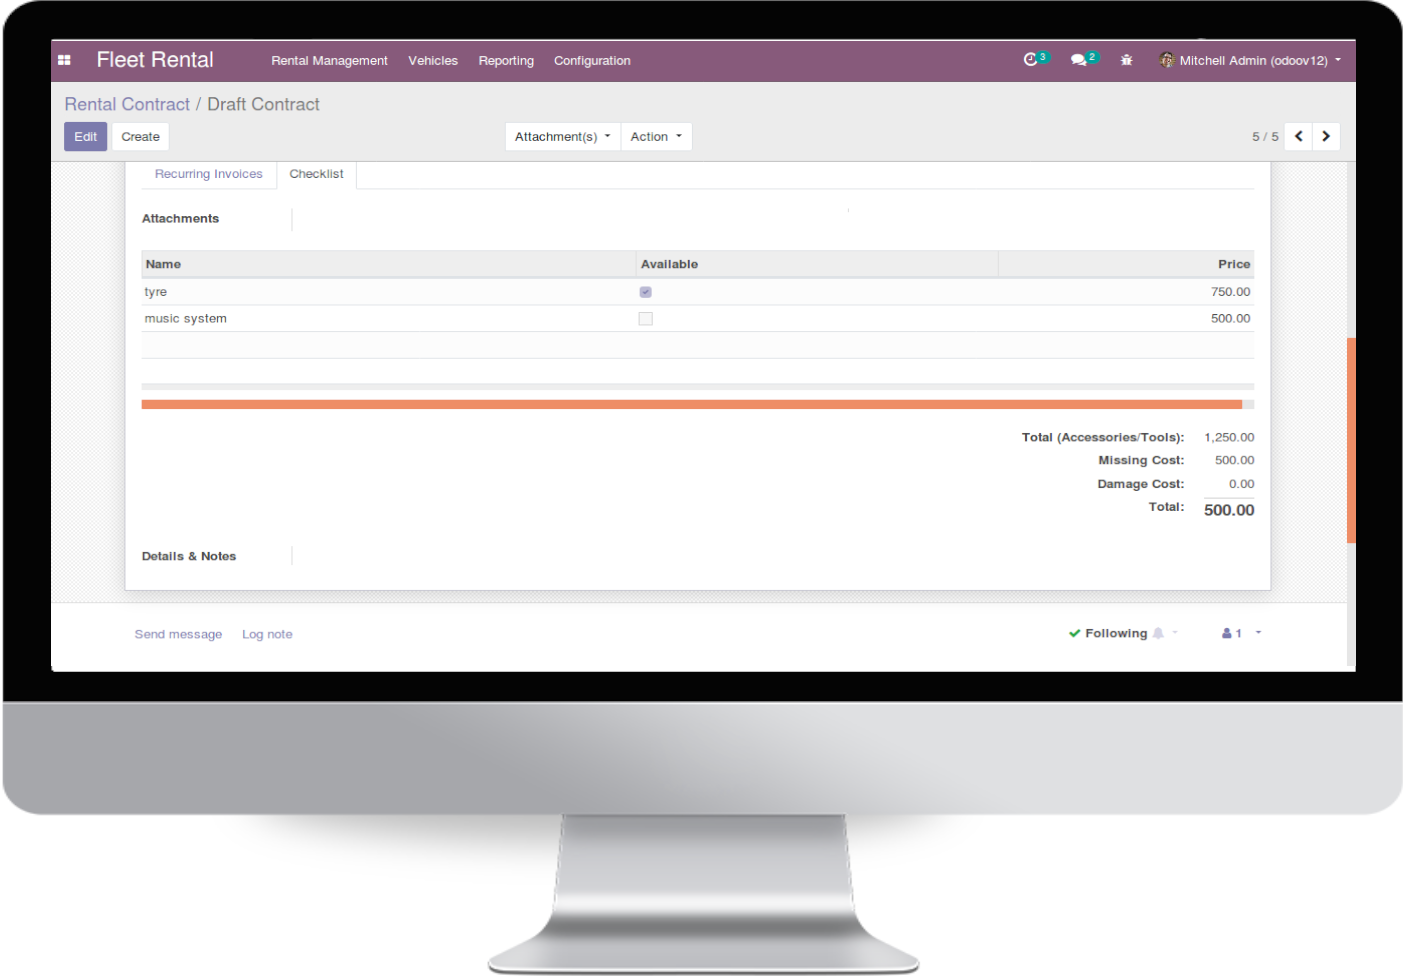 Fleet Rental Rental Management Vehicles Reporting Configuration 3 2 Mitchell Admin (odoov12)
Rental Contract / Draft Contract
Edit Create Attachment(s) Action 5 / 5
Recurring Invoices Checklist
Attachments
Name Available Price
tyre 750.00
music system 500.00
Total (Accessories/Tools): 1,250.00
Missing Cost: 500.00
Damage Cost: 0.00
Total: 500.00
Details & Notes
Send message Log note Following 1